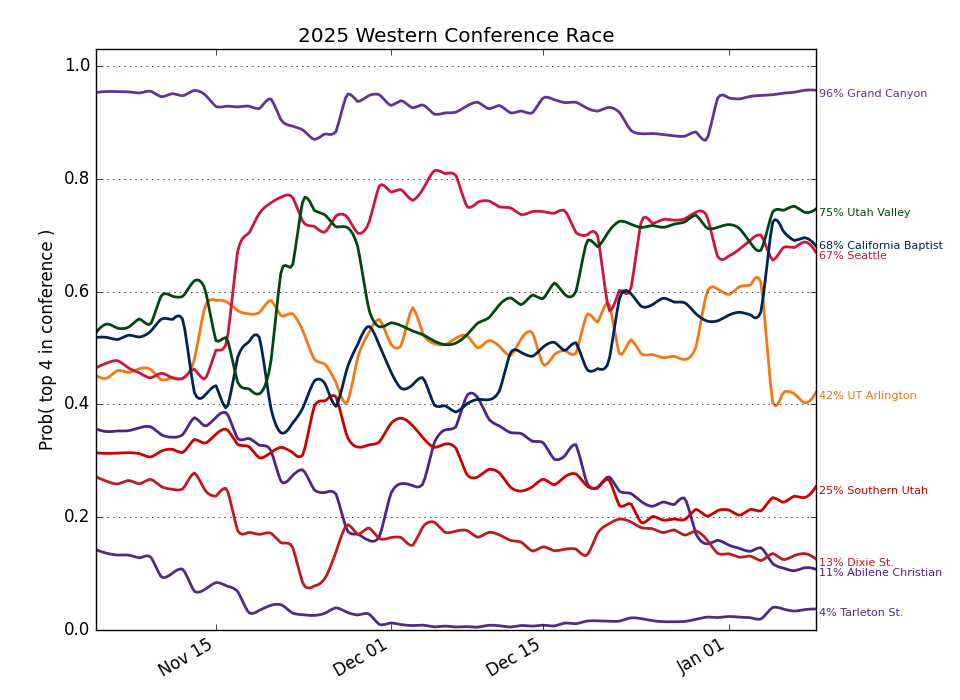 2025 Western Conference Race
Prob( top 4 in conference )
1.0
0.8
0.6
0.4
0.2
0.0
Nov 15
Dec 01
Dec 15
Jan 01
96% Grand Canyon
75% Utah Valley
68% California Baptist
67% Seattle
42% UT Arlington
25% Southern Utah
13% Dixie St.
11% Abilene Christian
4% Tarleton St.